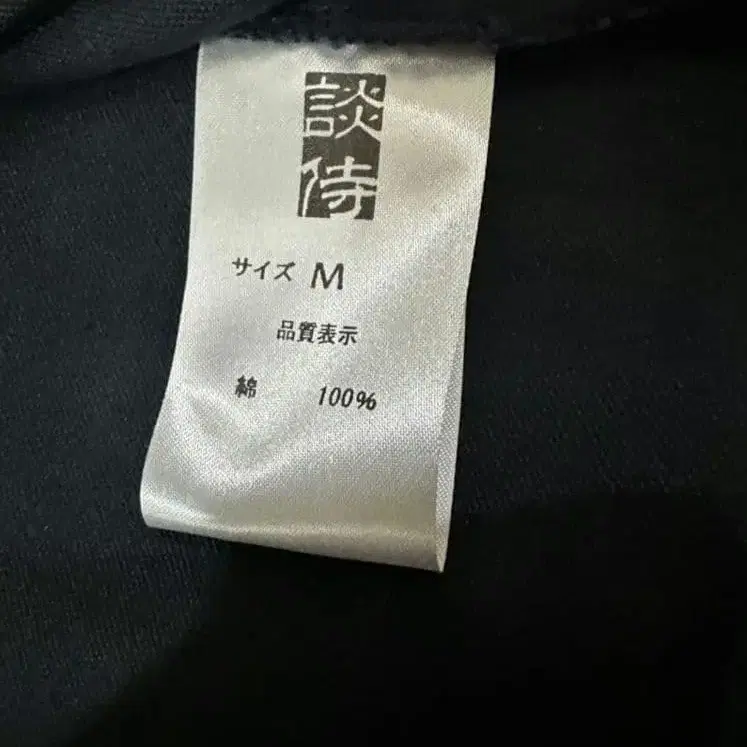 談
侍
サイズ M
品質表示
綿 100%